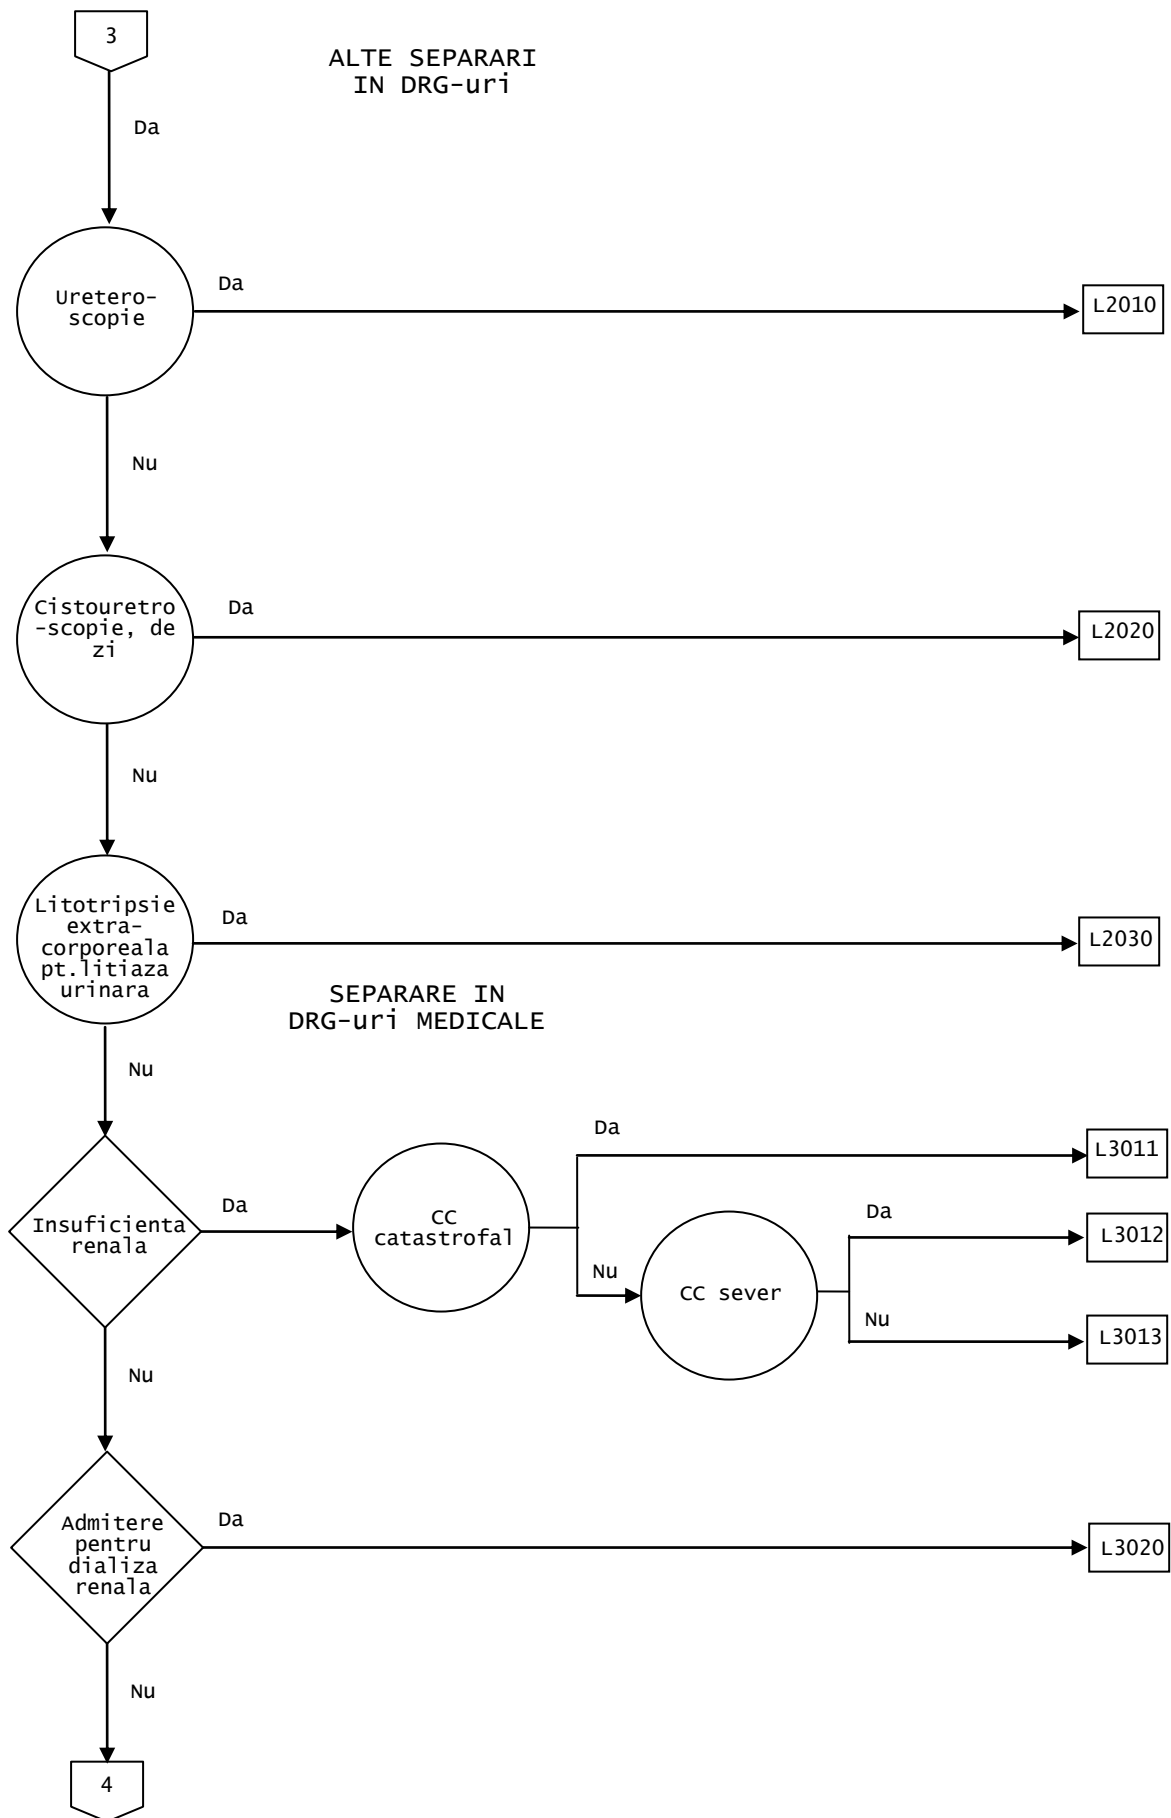 3
ALTE SEPARARI
IN DRG-uri
Da
Uretero-
scopie
Da
L2010
Nu
Cistouretro
-scopie, de
zi
Da
L2020
Nu
Litotripsie
extra-
corporeala
pt.litiaza
urinara
Da
L2030
SEPARARE IN
DRG-uri MEDICALE
Nu
Insuficienta
renala
Da
CC
catastrofal
Da
L3011
Nu
CC sever
Da
L3012
Nu
L3013
Nu
Admitere
pentru
dializa
renala
Da
L3020
Nu
4